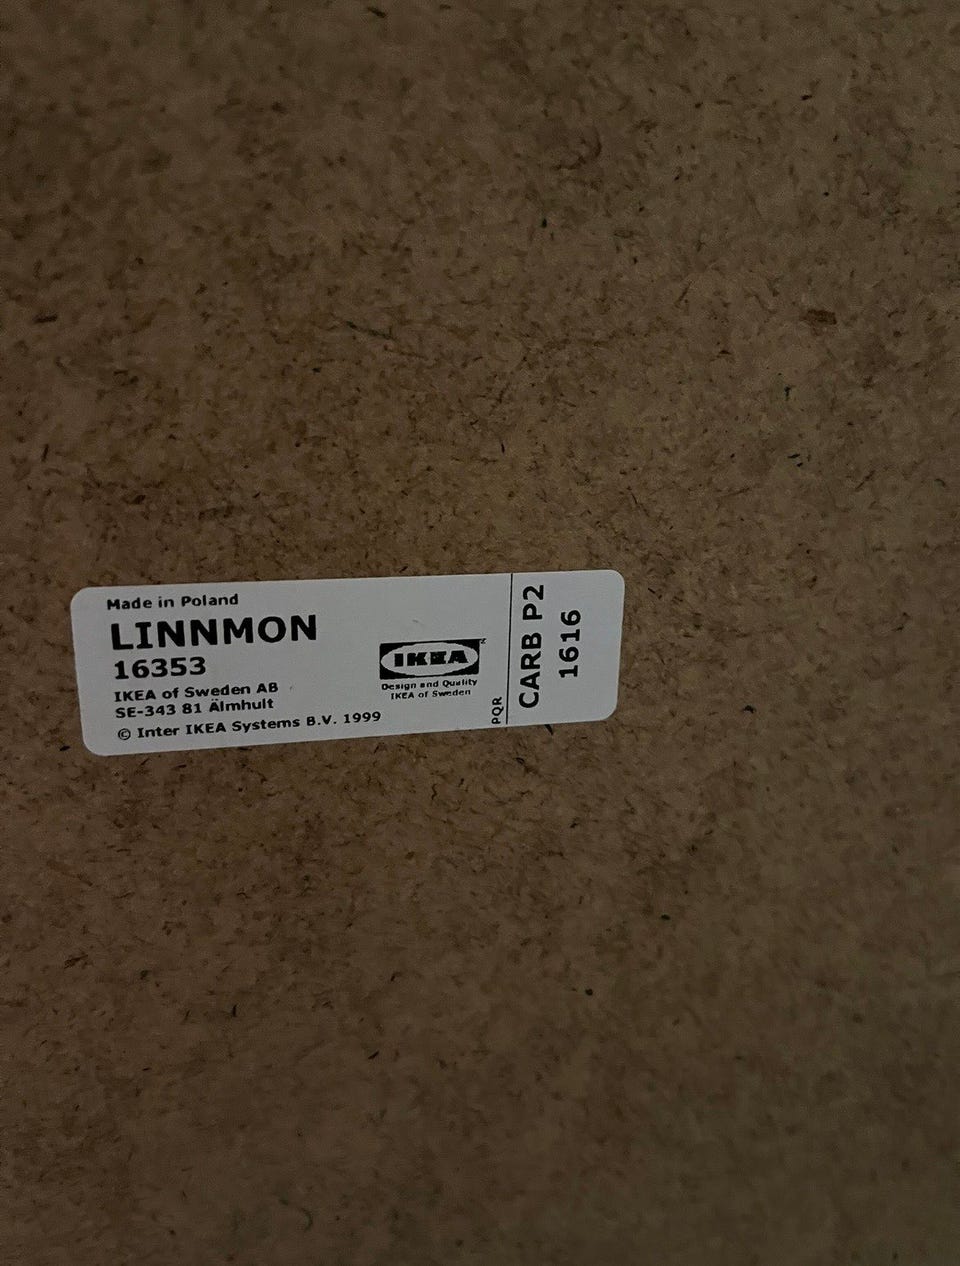 Made in Poland
LINNMON
16353
IKEA of Sweden AB
SE-343 81 Älmhult
© Inter IKEA Systems B.V. 1999
IKEA
Design and Quality
IKEA of Sweden
PQR
CARB P2
1616